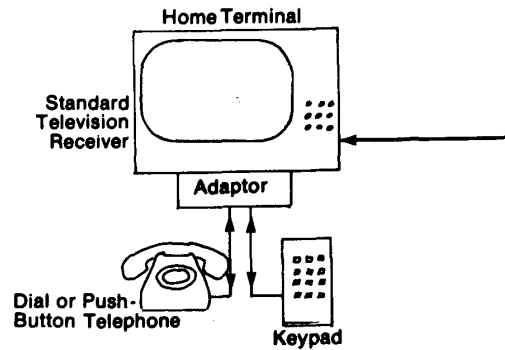 Home Terminal
Standard
Television
Receiver
Adaptor
Dial or Push-
Button Telephone
Keypad